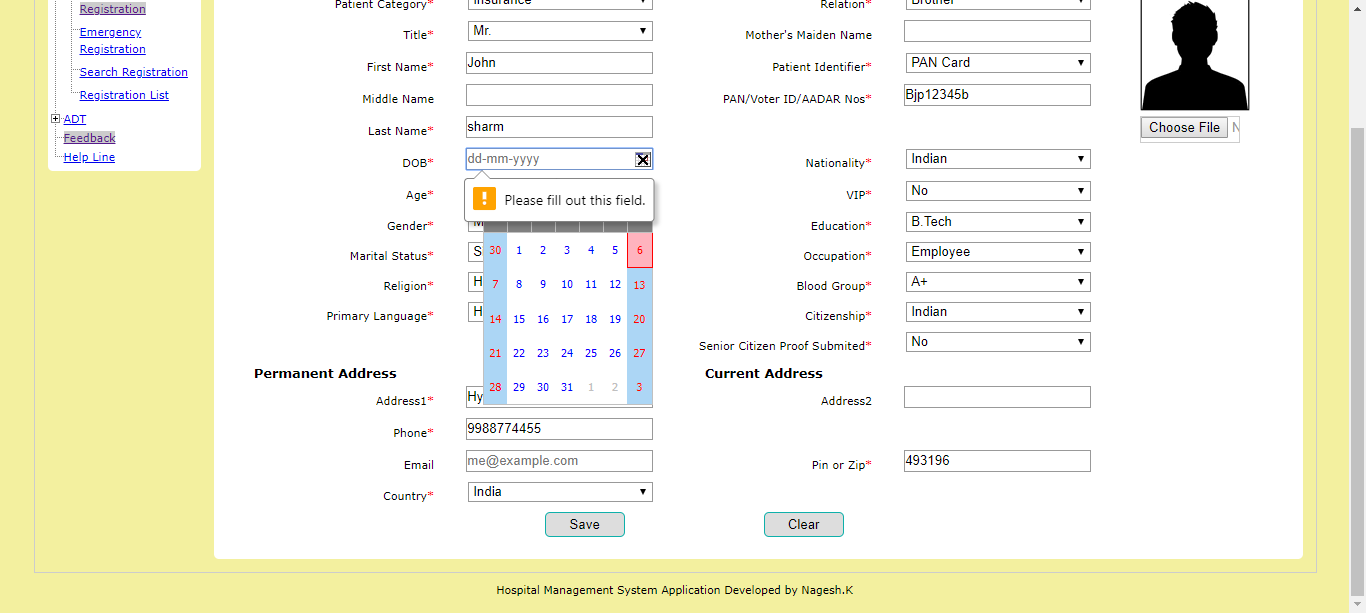 Registration
Emergency
Registration
Search Registration
Registration List
ADT
Feedback
Help Line
Patient Category* Insurance Relation* Brother
Title* Mr. Mother's Maiden Name
First Name* John Patient Identifier* PAN Card
Middle Name PAN/Voter ID/AADAR Nos* Bjp12345b
Choose File N
Last Name* sharm
DOB* dd-mm-yyyy Nationality* Indian
Age* Please fill out this field. VIP* No
Gender* Education* B.Tech
Marital Status* S Occupation* Employee
Religion* H Blood Group* A+
Primary Language* H Citizenship* Indian
30 1 2 3 4 5 6
7 8 9 10 11 12 13
14 15 16 17 18 19 20
21 22 23 24 25 26 27
28 29 30 31 1 2 3
Senior Citizen Proof Submited* No
Permanent Address Current Address
Address1* Hy Address2
Phone* 9988774455
Email me@example.com Pin or Zip* 493196
Country* India
Save Clear
Hospital Management System Application Developed by Nagesh.K